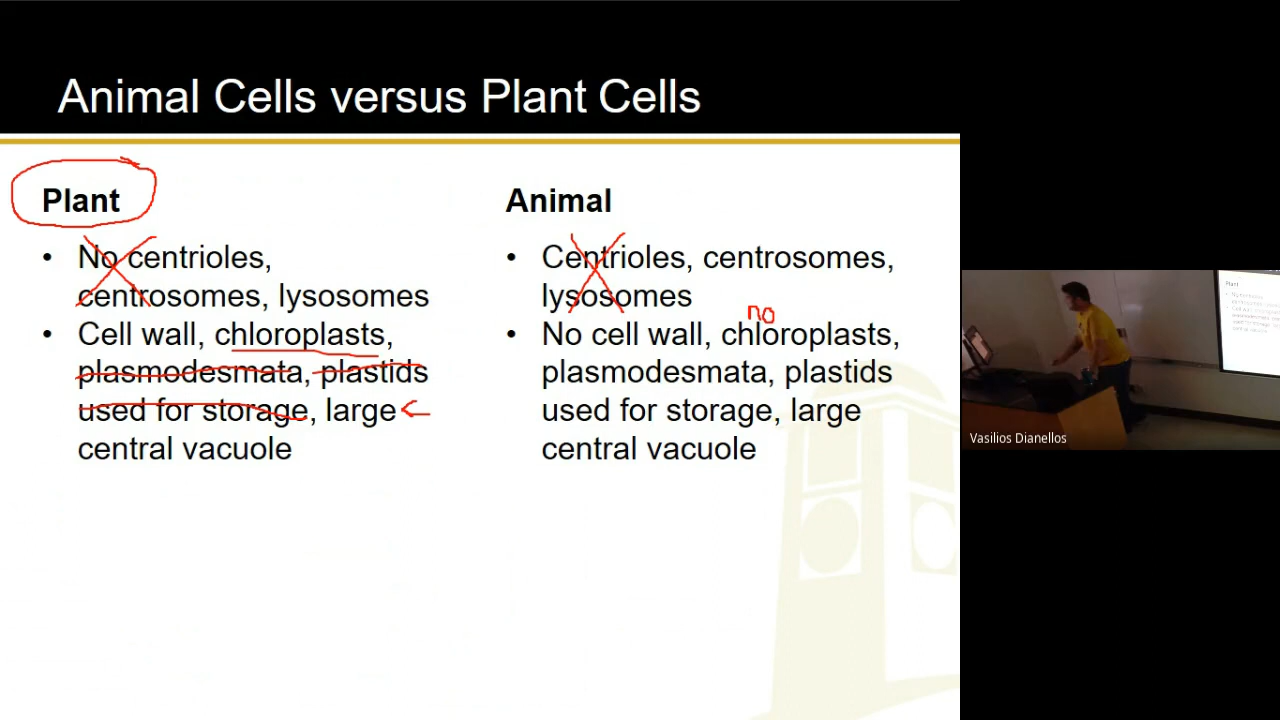 Animal Cells versus Plant Cells
Plant
• No centrioles,
centrosomes, lysosomes
• Cell wall, chloroplasts,
plasmodesmata, plastids
used for storage, large
central vacuole
Animal
• Centrioles, centrosomes,
lysosomes
no
• No cell wall, chloroplasts,
plasmodesmata, plastids
used for storage, large
central vacuole
Plant
Vasilios Dianellos